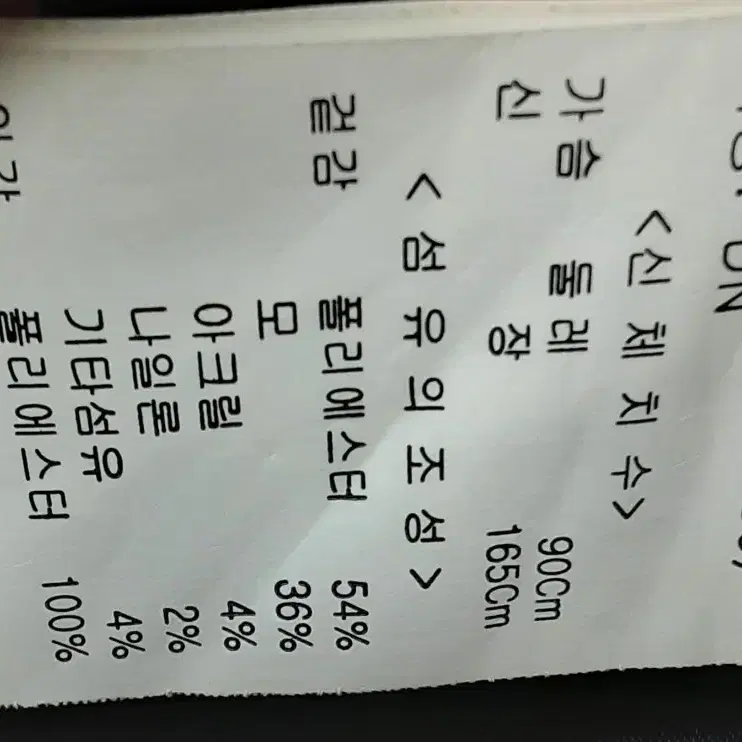 <신 체 치 수>
가슴 둘레 90Cm
신 장 165Cm
<섬 유 의 조 성>
겉감 폴리에스터 54%
모 36%
아크릴 4%
나일론 2%
기타섬유 4%
폴리에스터 100%